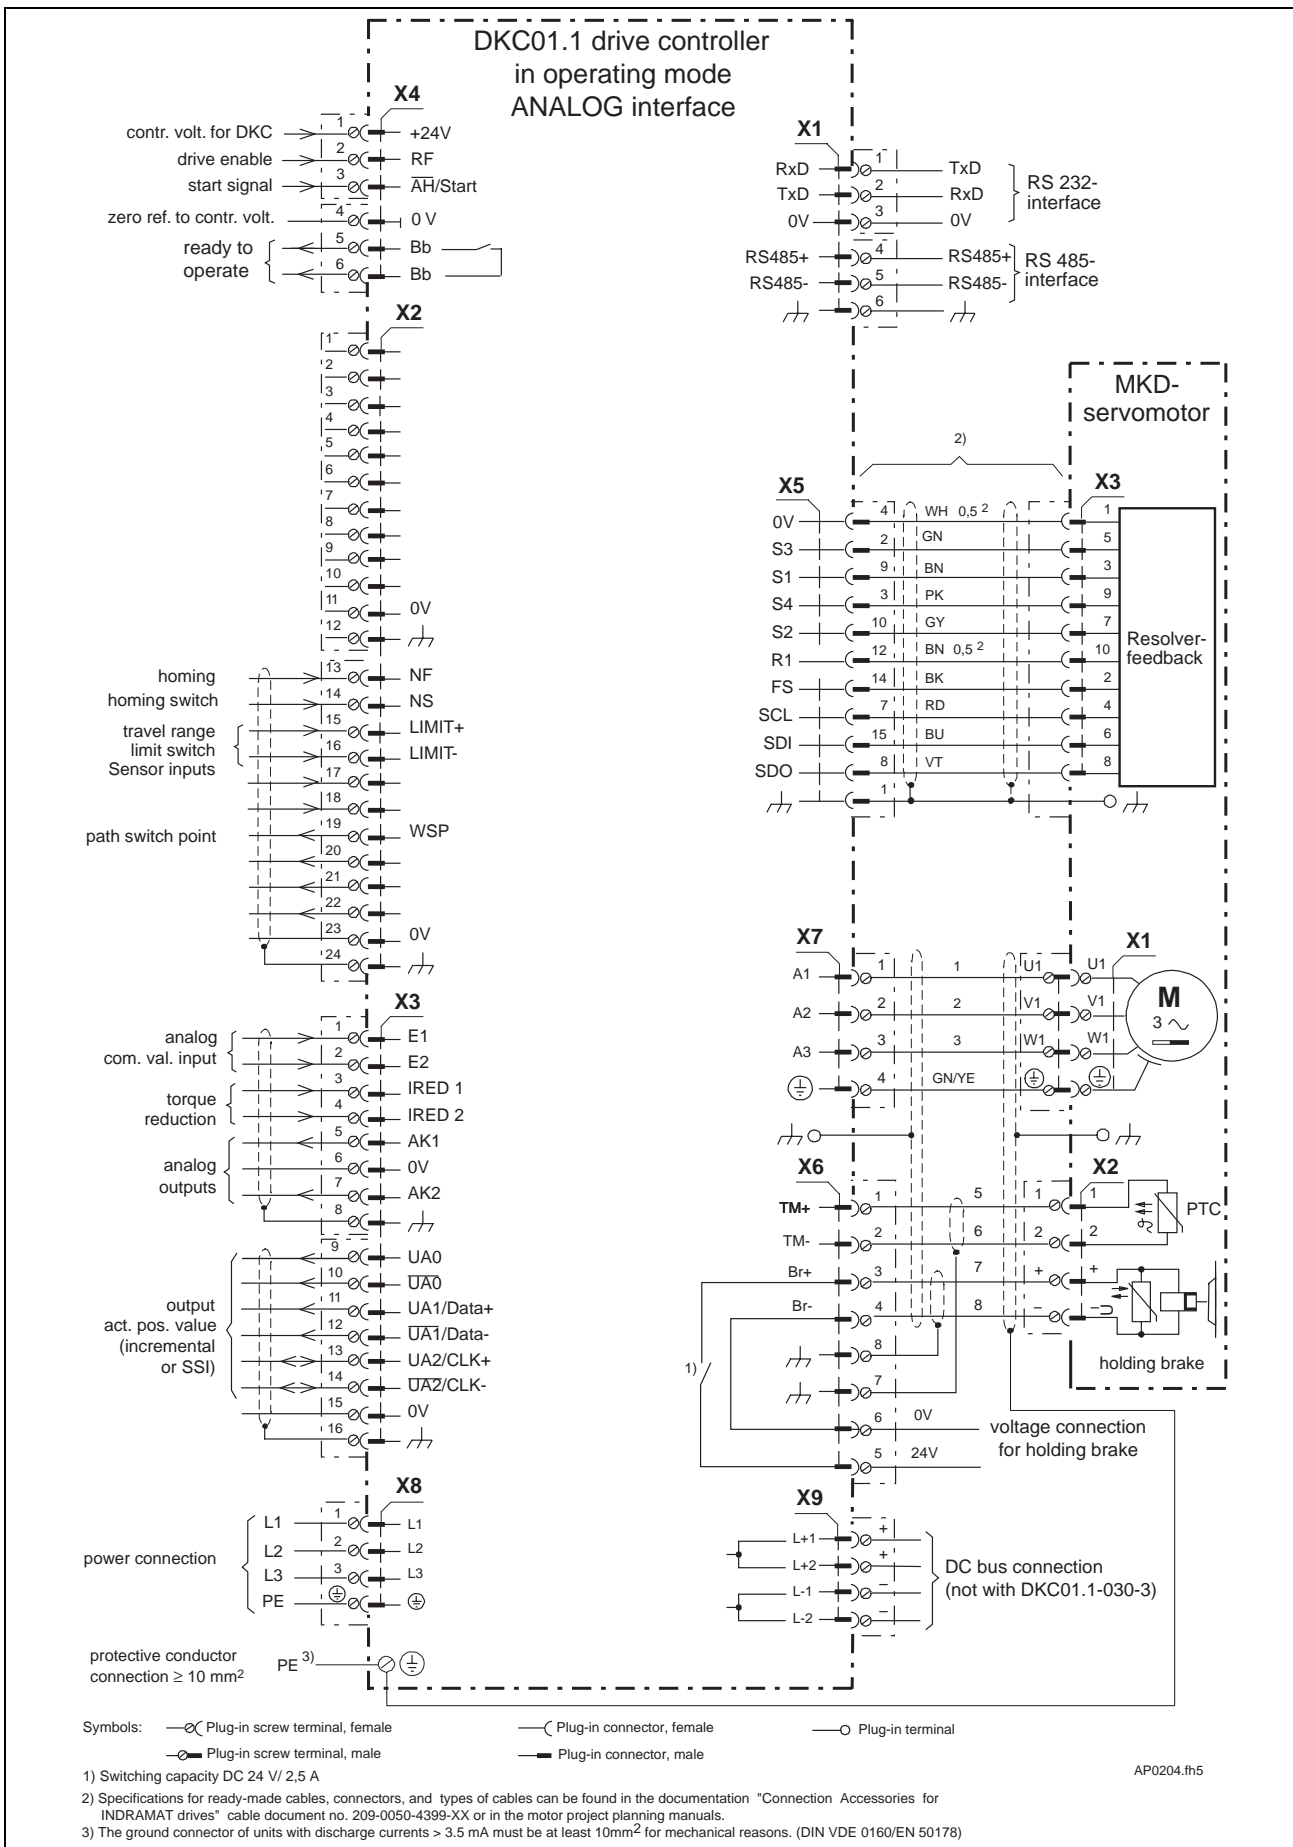 DKC01.1 drive controller
in operating mode
ANALOG interface
X4
contr. volt. for DKC 1 +24V
drive enable 2 RF
start signal 3 A̅H̅/Start
zero ref. to contr. volt. 4 0 V
ready to
operate
5 Bb
6 Bb
X1
RxD 1 TxD
TxD 2 RxD
0V 3 0V
RS 232-
interface
RS485+ 4 RS485+
RS485- 5 RS485-
6
RS 485-
interface
X2
1
2
3
4
5
6
7
8
9
10
11 0V
12
homing 13 NF
homing switch 14 NS
travel range
limit switch
Sensor inputs
15 LIMIT+
16 LIMIT-
17
18
path switch point 19 WSP
20
21
22
23 0V
24
MKD-
servomotor
2)
X5 X3
0V 4 WH 0,5 2 1
S3 2 GN 5
S1 9 BN 3
S4 3 PK 9
S2 10 GY 7
R1 12 BN 0,5 2 10
FS 14 BK 2
SCL 7 RD 4
SDI 15 BU 6
SDO 8 VT 8
1
Resolver-
feedback
X3
analog
com. val. input
1 E1
2 E2
torque
reduction
3 IRED 1
4 IRED 2
analog
outputs
5 AK1
6 0V
7 AK2
8
output
act. pos. value
(incremental
or SSI)
9 UA0
10 U̅A̅0̅
11 UA1/Data+
12 U̅A̅1̅/Data-
13 UA2/CLK+
14 U̅A̅2̅/CLK-
15 0V
16
X7 X1
A1 1 1 U1 U1
A2 2 2 V1 V1
A3 3 3 W1 W1
4 GN/YE
M
3 ~
X6 X2
TM+ 1 5 1 1
TM- 2 6 2 2
PTC
ϑ
Br+ 3 7 + +
Br- 4 8 – –
U
holding brake
8
7
1)
6 0V
5 24V
voltage connection
for holding brake
X8
power connection
L1 1 L1
L2 2 L2
L3 3 L3
PE
X9
L+1 +
L+2 +
L-1 –
L-2 –
DC bus connection
(not with DKC01.1-030-3)
protective conductor
connection ≥ 10 mm2
PE 3)
Symbols: Plug-in screw terminal, female Plug-in connector, female Plug-in terminal
Plug-in screw terminal, male Plug-in connector, male
1) Switching capacity DC 24 V/ 2,5 A
AP0204.fh5
2) Specifications for ready-made cables, connectors, and types of cables can be found in the documentation "Connection Accessories for
INDRAMAT drives" cable document no. 209-0050-4399-XX or in the motor project planning manuals.
3) The ground connector of units with discharge currents > 3.5 mA must be at least 10mm2 for mechanical reasons. (DIN VDE 0160/EN 50178)